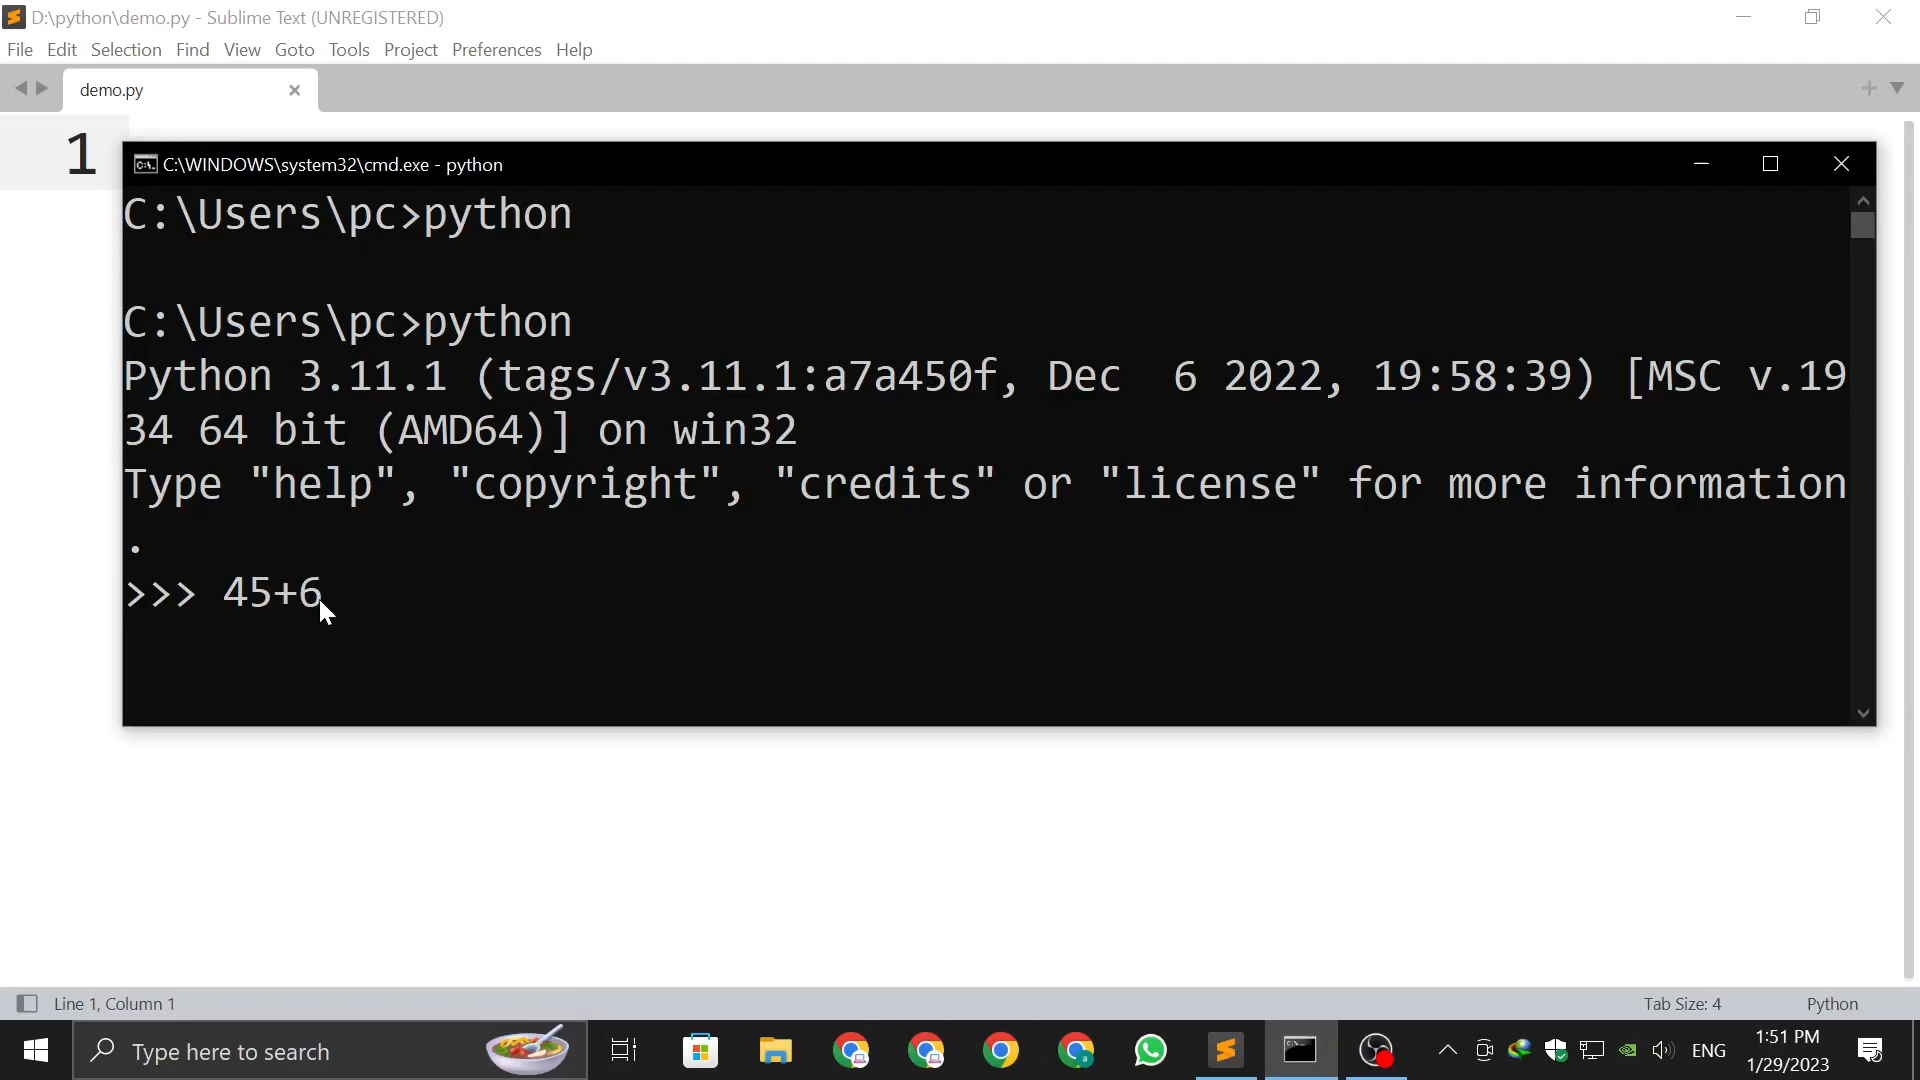 D:\python\demo.py - Sublime Text (UNREGISTERED)
File Edit Selection Find View Goto Tools Project Preferences Help
demo.py
1
C:\WINDOWS\system32\cmd.exe - python
C:\Users\pc>python
C:\Users\pc>python
Python 3.11.1 (tags/v3.11.1:a7a450f, Dec  6 2022, 19:58:39) [MSC v.19
34 64 bit (AMD64)] on win32
Type "help", "copyright", "credits" or "license" for more information
.
>>> 45+6
Line 1, Column 1
Tab Size: 4
Python
Type here to search
ENG
1:51 PM
1/29/2023